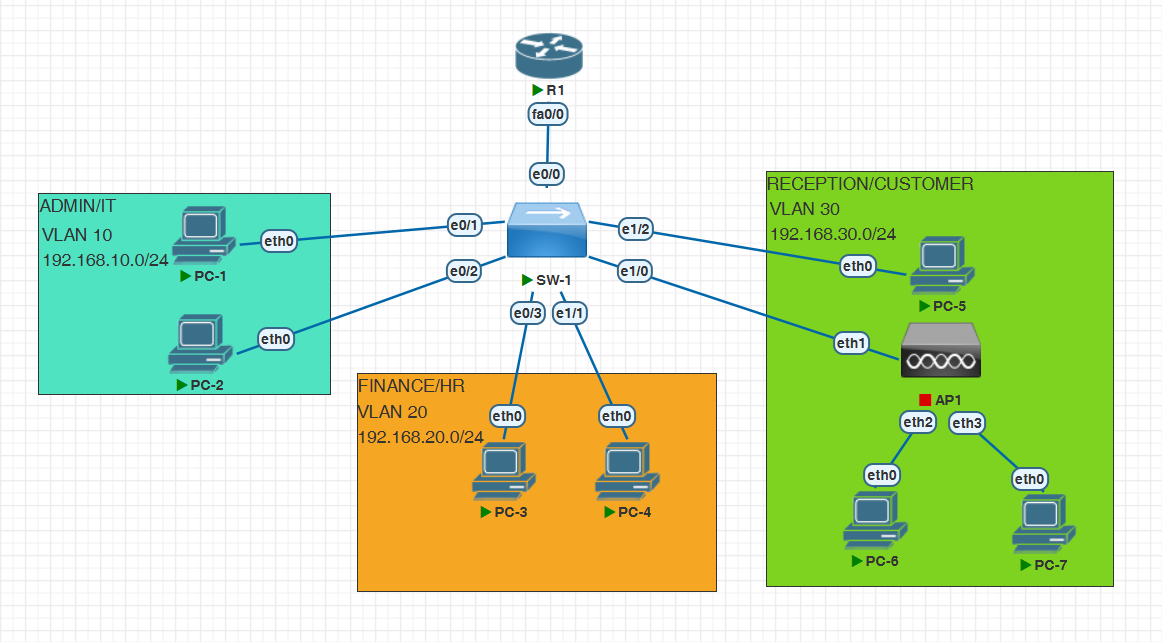 R1
fa0/0
e0/0
ADMIN/IT
VLAN 10
192.168.10.0/24
PC-1
eth0
e0/1
PC-2
eth0
e0/2
SW-1
e0/3
e1/1
e1/2
e1/0
FINANCE/HR
VLAN 20
192.168.20.0/24
eth0
eth0
PC-3
PC-4
RECEPTION/CUSTOMER
VLAN 30
192.168.30.0/24
eth0
PC-5
eth1
AP1
eth2
eth3
eth0
eth0
PC-6
PC-7